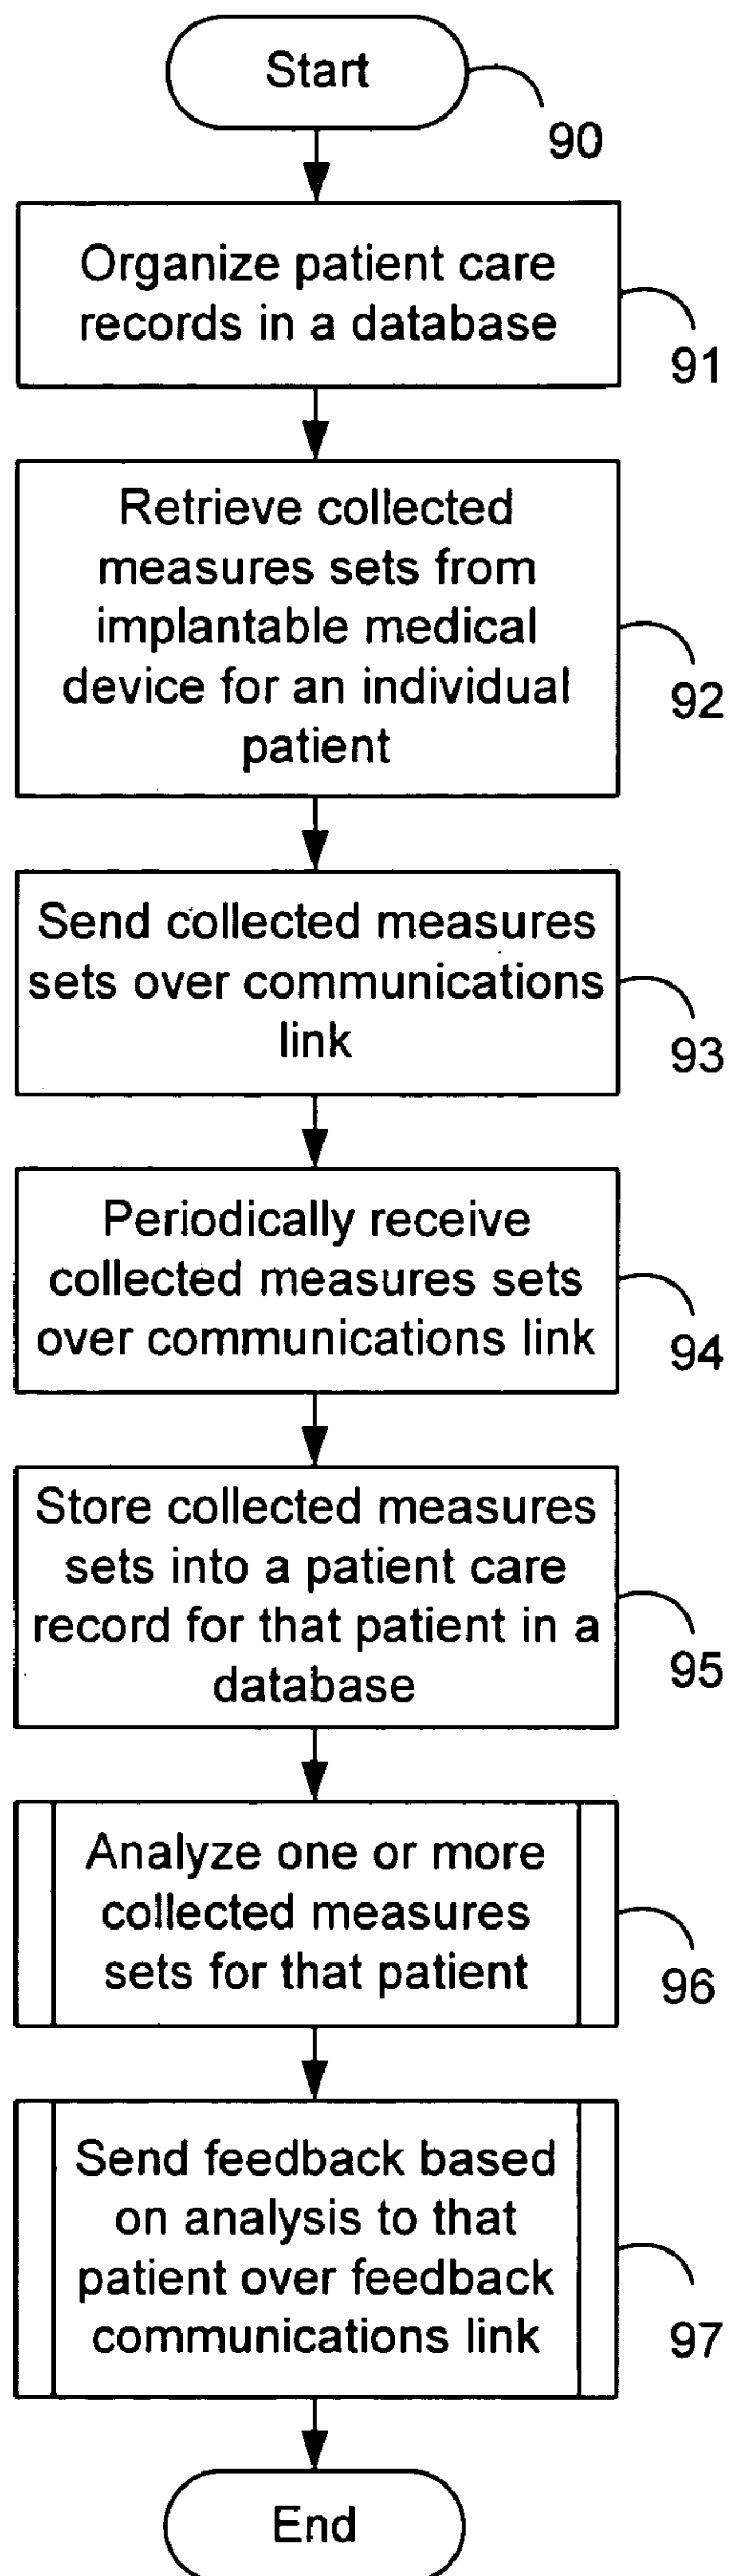 Start
90
Organize patient care
records in a database
91
Retrieve collected
measures sets from
implantable medical
device for an individual
patient
92
Send collected measures
sets over communications
link
93
Periodically receive
collected measures sets
over communications link
94
Store collected measures
sets into a patient care
record for that patient in a
database
95
Analyze one or more
collected measures
sets for that patient
96
Send feedback based
on analysis to that
patient over feedback
communications link
97
End